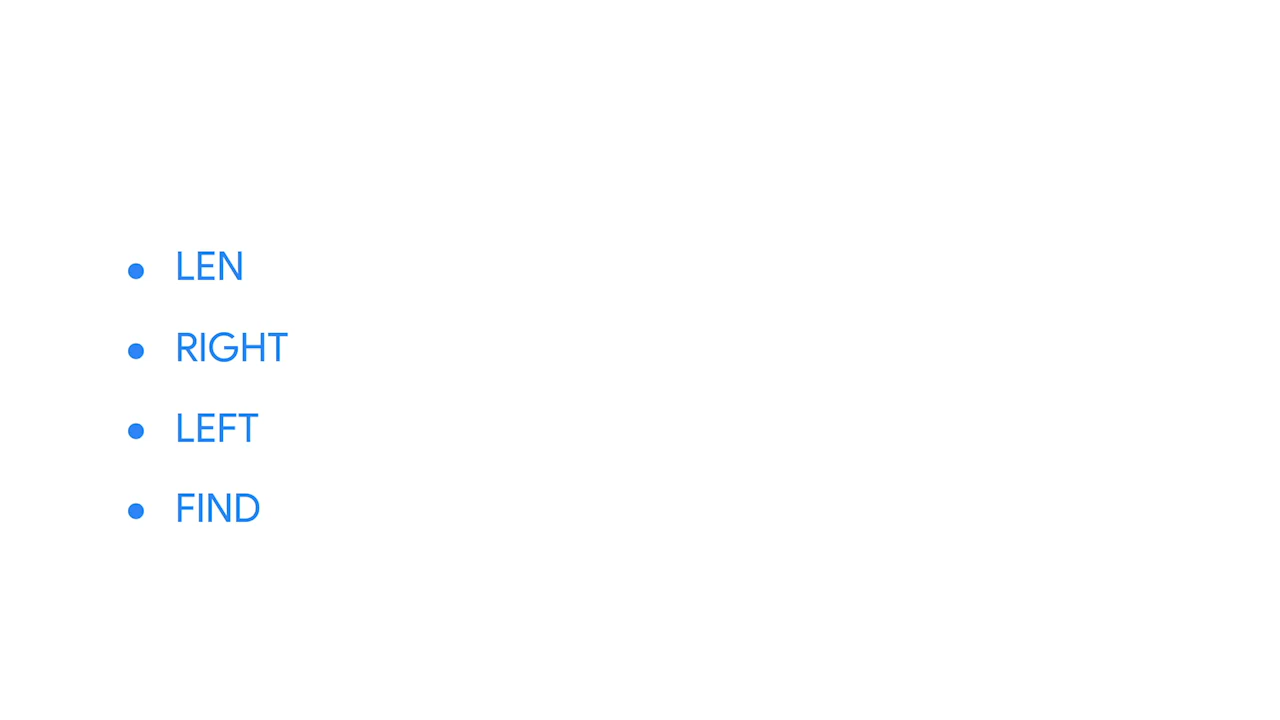 • LEN
• RIGHT
• LEFT
• FIND